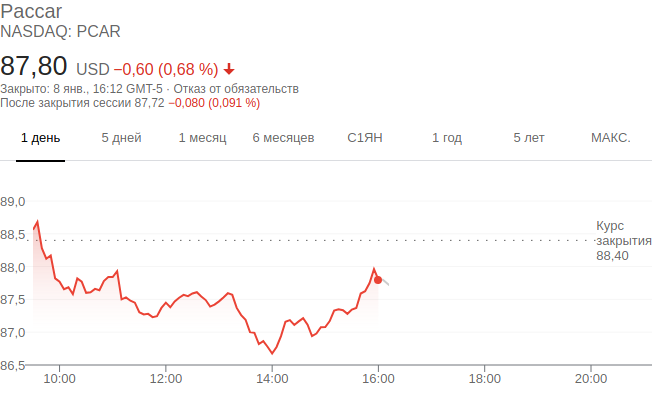 Paccar
NASDAQ: PCAR
87,80 USD −0,60 (0,68 %)
Закрыто: 8 янв., 16:12 GMT-5 · Отказ от обязательств
После закрытия сессии 87,72 −0,080 (0,091 %)
1 день 5 дней 1 месяц 6 месяцев С1ЯН 1 год 5 лет МАКС.
89,0
88,5
88,0
87,5
87,0
86,5
Курс
закрытия
88,40
10:00 12:00 14:00 16:00 18:00 20:00